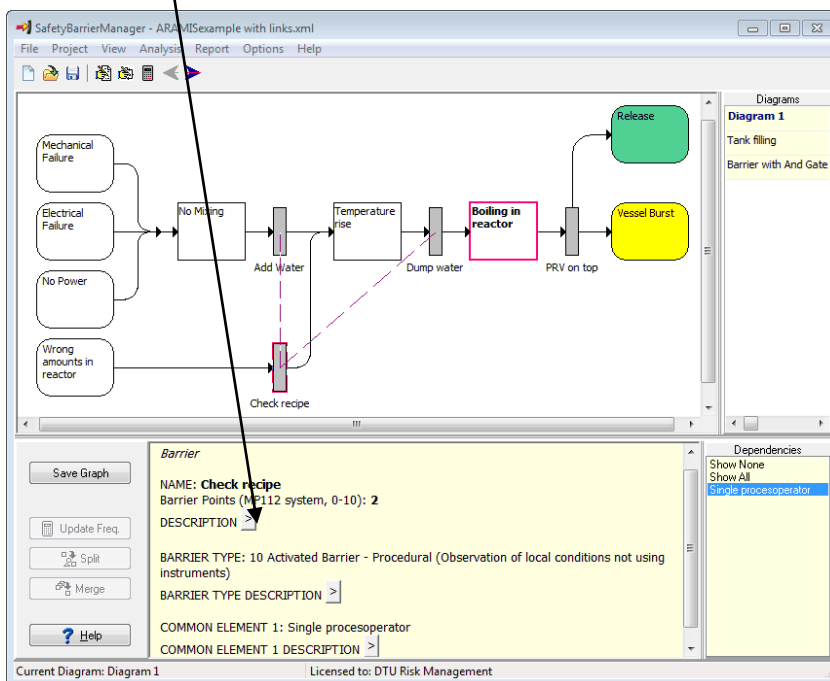 SafetyBarrierManager - ARAMISexample with links.xml
File Project View Analysis Report Options Help
Diagrams
Diagram 1
Tank filling
Barrier with And Gate
Release
Mechanical
Failure
Electrical
Failure
No Mixing
Temperature
rise
Boiling in
reactor
Vessel Burst
Add Water
Dump water
PRV on top
No Power
Wrong
amounts in
reactor
Check recipe
Save Graph
Update Freq.
Split
Merge
? Help
Barrier
NAME: Check recipe
Barrier Points (MP112 system, 0-10): 2
DESCRIPTION >
BARRIER TYPE: 10 Activated Barrier - Procedural (Observation of local conditions not using
instruments)
BARRIER TYPE DESCRIPTION >
COMMON ELEMENT 1: Single procesoperator
COMMON ELEMENT 1 DESCRIPTION >
Dependencies
Show None
Show All
Single procesoperator
Current Diagram: Diagram 1 Licensed to: DTU Risk Management